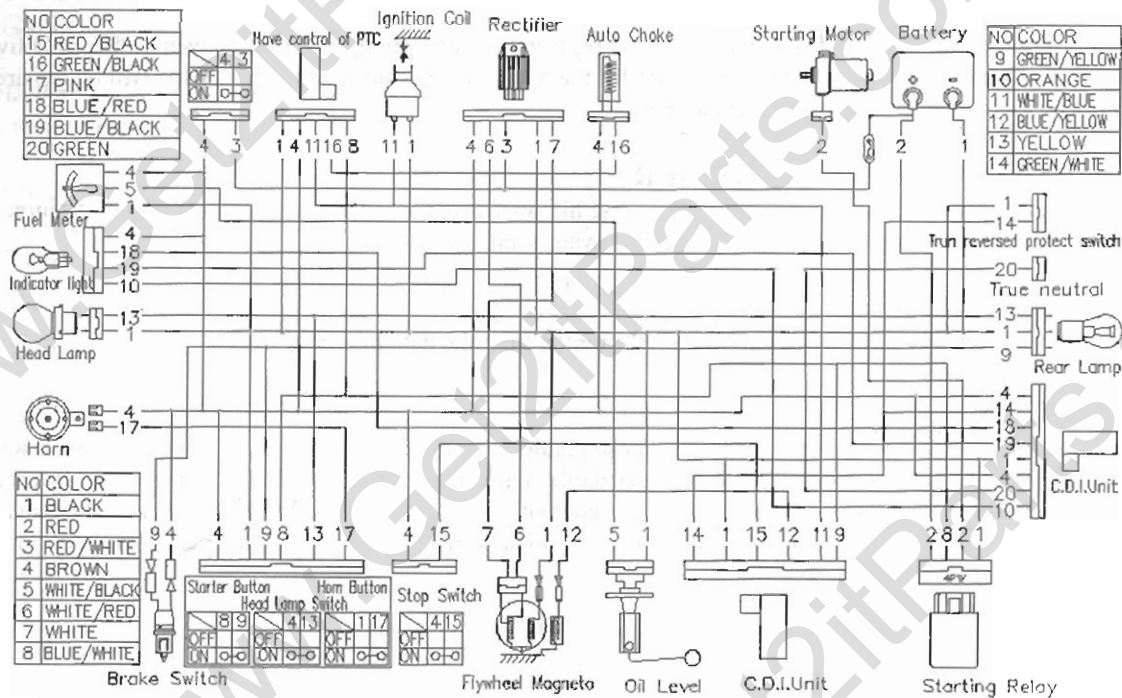 NO COLOR
15 RED/BLACK
16 GREEN/BLACK
17 PINK
18 BLUE/RED
19 BLUE/BLACK
20 GREEN
4 3
OFF
ON
Have control of PTC
Ignition Coil
Rectifier
Auto Choke
Starting Motor
Battery
NO COLOR
9 GREEN/YELLOW
10 ORANGE
11 WHITE/BLUE
12 BLUE/YELLOW
13 YELLOW
14 GREEN/WHITE
4 3
1 4 11 16 8
11 1
4 6 3 1 7
4 16
2
2 1
4
5
1
Fuel Meter
4
18
19
10
Indicator light
13
1
Head Lamp
4
17
Horn
1
14
Trun reversed protect switch
20
True neutral
13
1
9
Rear Lamp
4
14
18
19
1
4
20
10
C.D.I.Unit
NO COLOR
1 BLACK
2 RED
3 RED/WHITE
4 BROWN
5 WHITE/BLACK
6 WHITE/RED
7 WHITE
8 BLUE/WHITE
9 4
Brake Switch
4 1 9 8 13 17
Starter Button
Head Lamp Switch
Horn Button
8 9
OFF
ON
4 13
OFF
ON
1 17
OFF
ON
4 15
Stop Switch
4 15
OFF
ON
7 6 1 12
Flywheel Magneto
5 1
Oil Level
14 1 15 12 11 9
C.D.I.Unit
2 8 2 1
Starting Relay
www.Get2itParts.com
Get2itParts
www.Get2itParts
Get2itParts